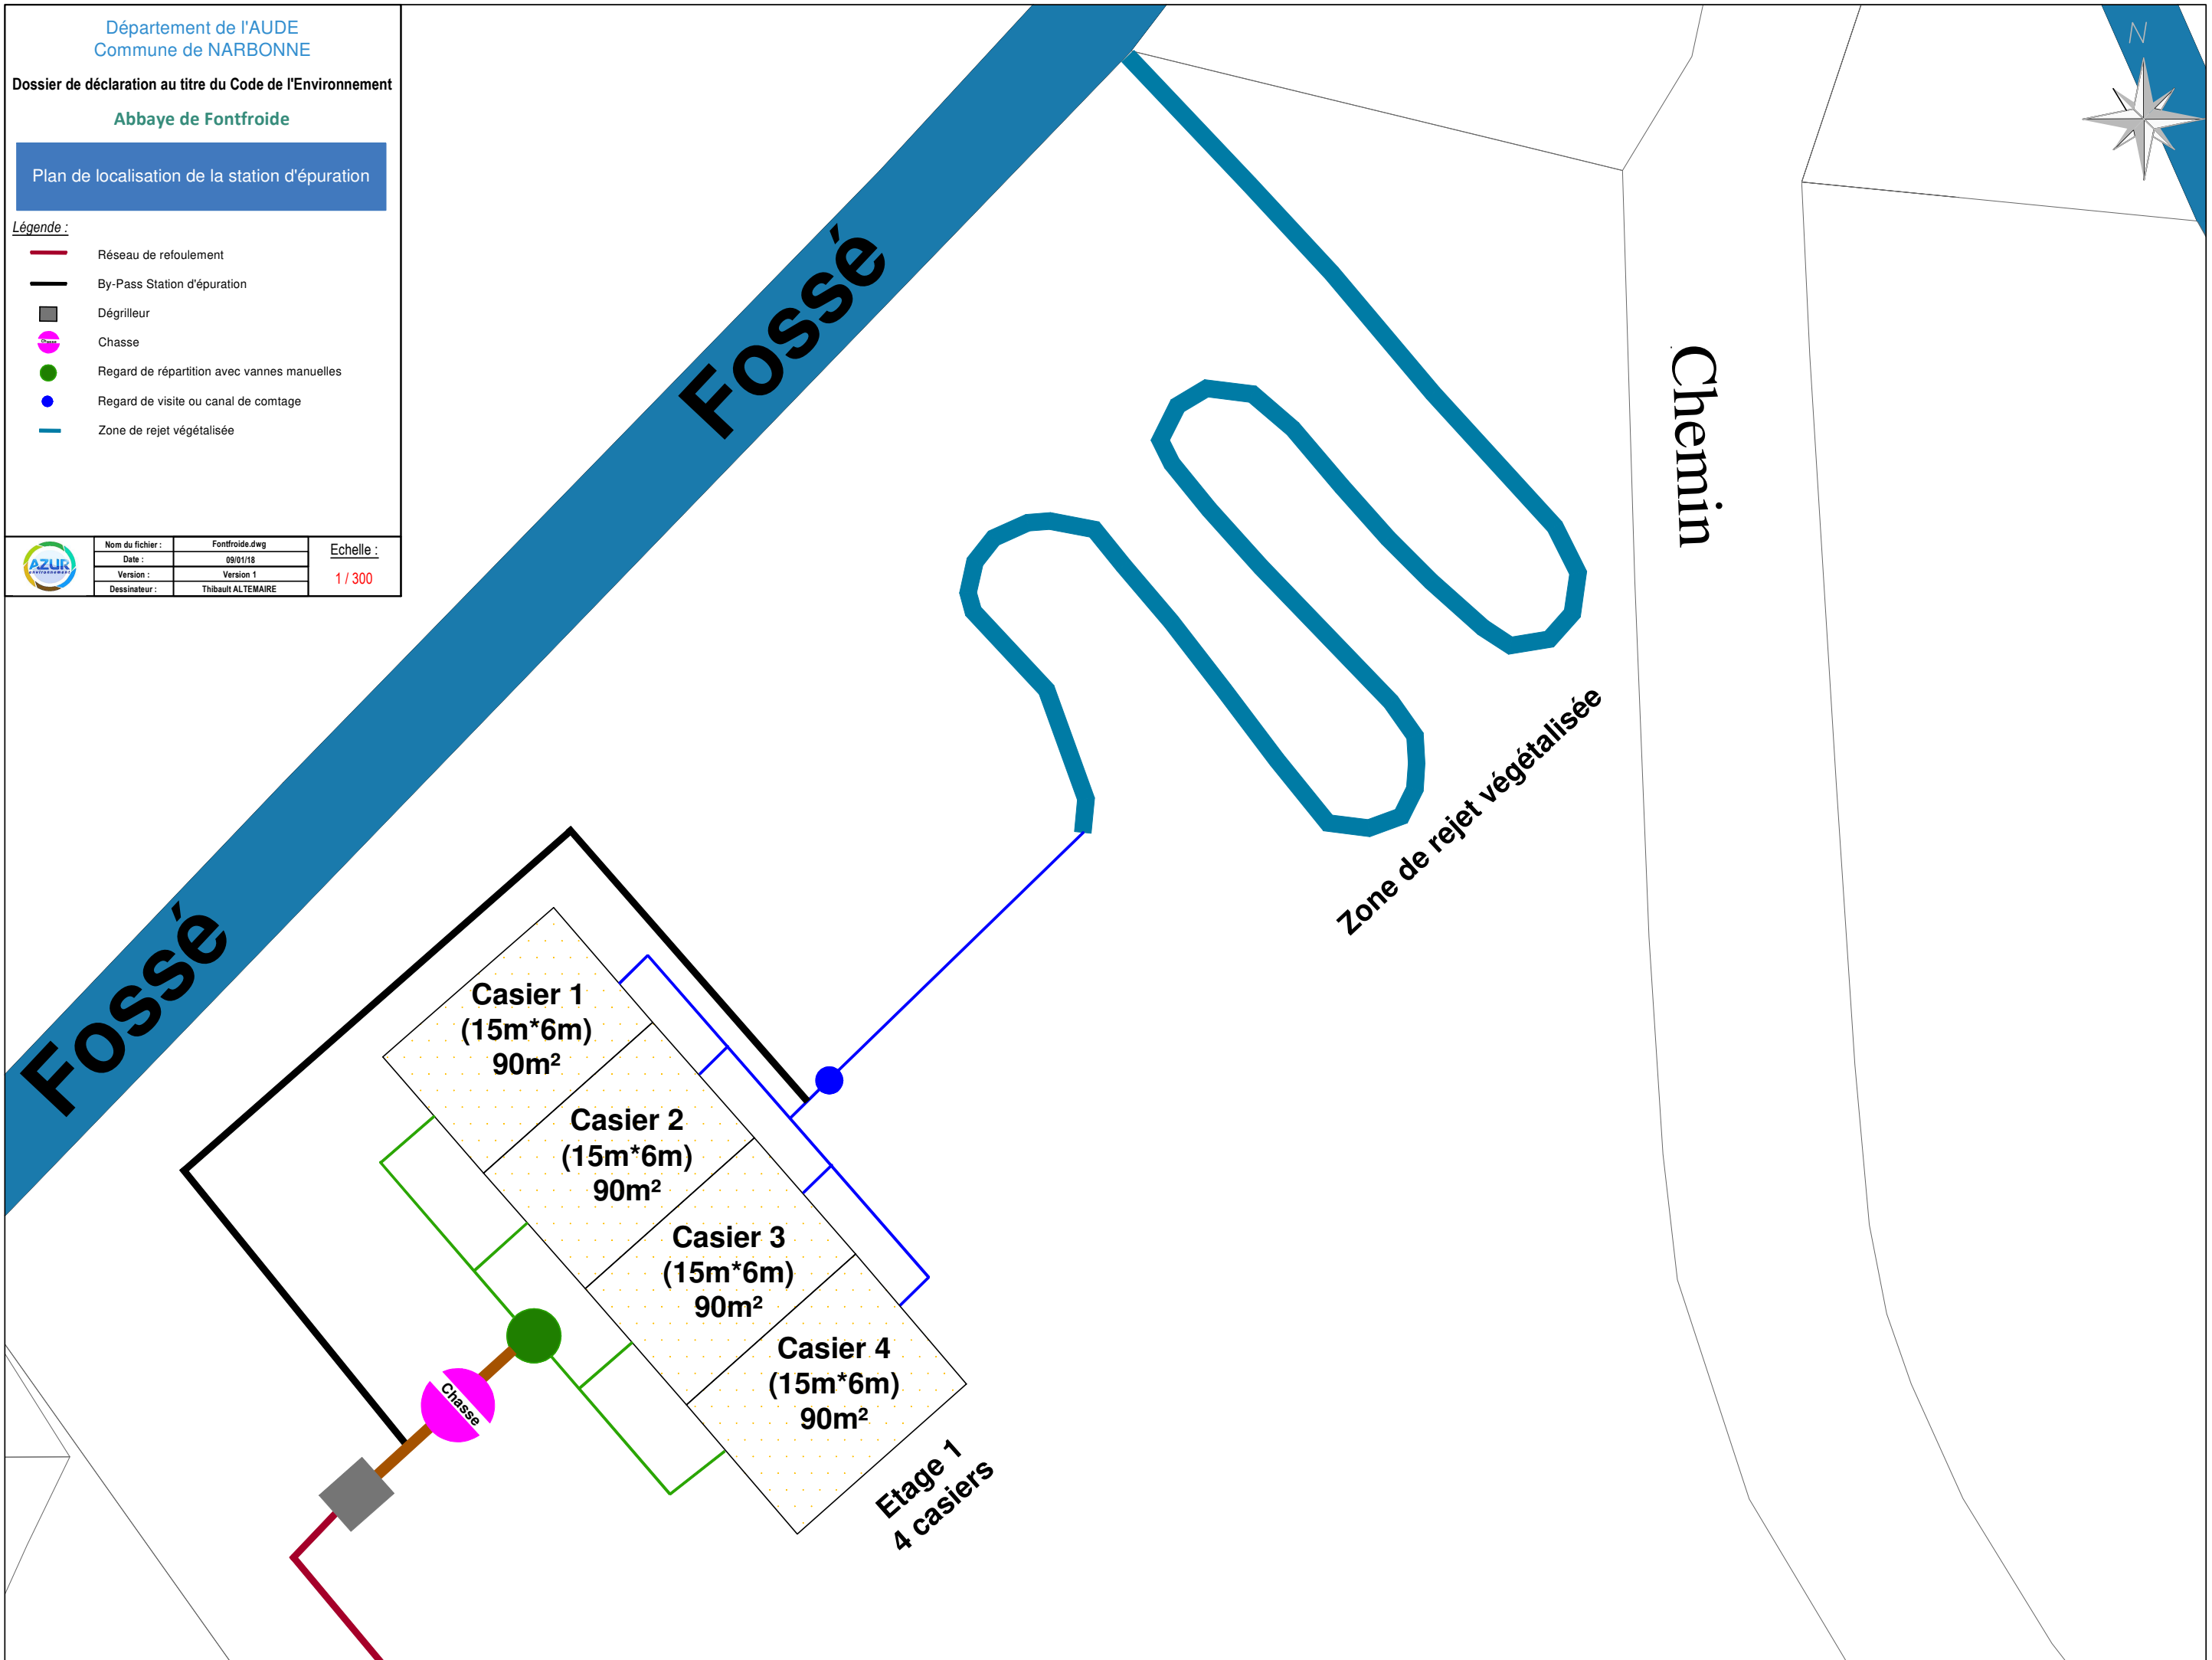 Département de l'AUDE
Commune de NARBONNE
Dossier de déclaration au titre du Code de l'Environnement
Abbaye de Fontfroide
Plan de localisation de la station d'épuration
Légende :
Réseau de refoulement
By-Pass Station d'épuration
Dégrilleur
Chasse
Chasse
Regard de répartition avec vannes manuelles
Regard de visite ou canal de comtage
Zone de rejet végétalisée
AZUR
environnement
Nom du fichier : Fontfroide.dwg
Date : 09/01/18
Version : Version 1
Dessinateur : Thibault ALTEMAIRE
Echelle :
1 / 300
N
Fossé
Chemin
Zone de rejet végétalisée
Fossé
Casier 1
(15m*6m)
90m²
Casier 2
(15m*6m)
90m²
Casier 3
(15m*6m)
90m²
Casier 4
(15m*6m)
90m²
Chasse
Etage 1
4 casiers